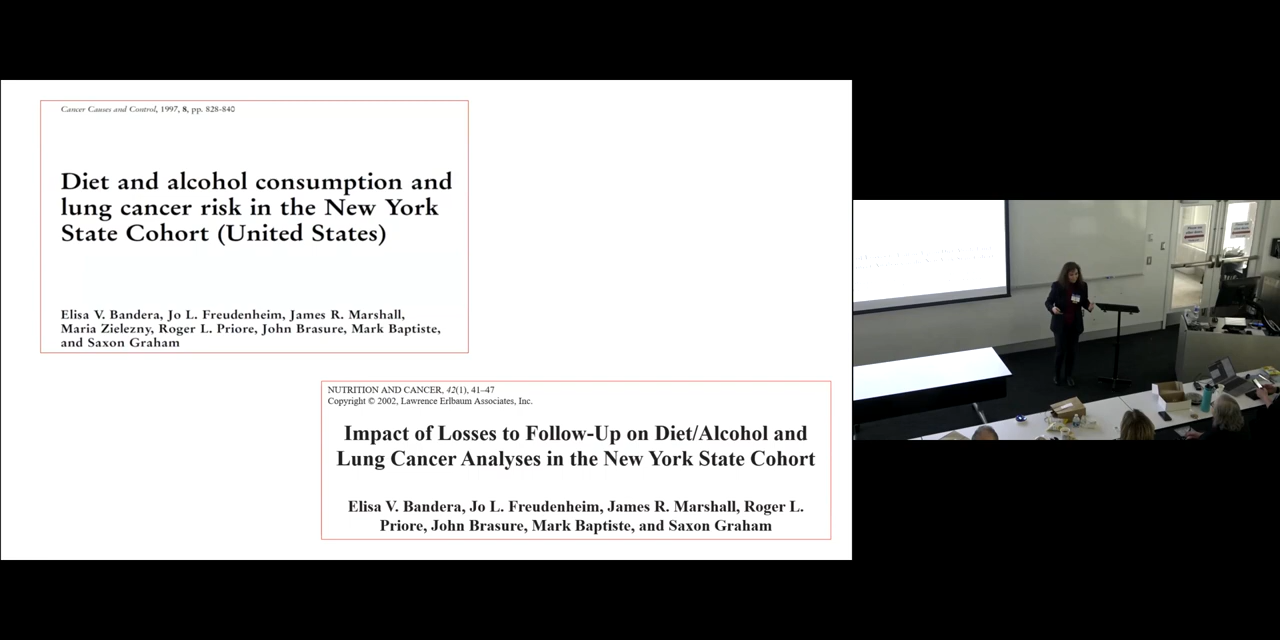 Cancer Causes and Control, 1997, 8, pp. 828-840
Diet and alcohol consumption and
lung cancer risk in the New York
State Cohort (United States)
Elisa V. Bandera, Jo L. Freudenheim, James R. Marshall,
Maria Zielezny, Roger L. Priore, John Brasure, Mark Baptiste,
and Saxon Graham
NUTRITION AND CANCER, 42(1), 41–47
Copyright © 2002, Lawrence Erlbaum Associates, Inc.
Impact of Losses to Follow-Up on Diet/Alcohol and
Lung Cancer Analyses in the New York State Cohort
Elisa V. Bandera, Jo L. Freudenheim, James R. Marshall, Roger L.
Priore, John Brasure, Mark Baptiste, and Saxon Graham